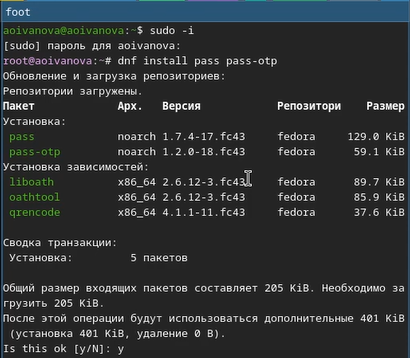 foot
aoivanova@aoivanova:~$ sudo -i
[sudo] пароль для aoivanova:
root@aoivanova:~# dnf install pass pass-otp
Обновление и загрузка репозиториев:
Репозитории загружены.
Пакет Арх. Версия Репозитори Размер
Установка:
pass noarch 1.7.4-17.fc43 fedora 129.0 KiB
pass-otp noarch 1.2.0-18.fc43 fedora 59.1 KiB
Установка зависимостей:
liboath x86_64 2.6.12-3.fc43 fedora 89.7 KiB
oathtool x86_64 2.6.12-3.fc43 fedora 85.9 KiB
qrencode x86_64 4.1.1-11.fc43 fedora 37.6 KiB
Сводка транзакции:
Установка: 5 пакетов
Общий размер входящих пакетов составляет 205 KiB. Необходимо за
грузить 205 KiB.
После этой операции будут использоваться дополнительные 401 KiB
(установка 401 KiB, удаление 0 B).
Is this ok [y/N]: y